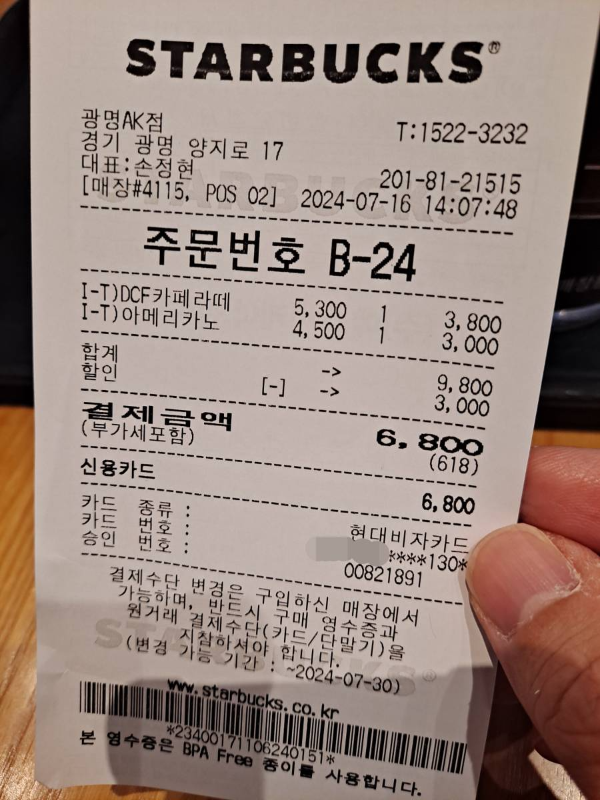 STARBUCKS®
광명AK점 T:1522-3232
경기 광명 양지로 17
대표:손정현 201-81-21515
[매장#4115, POS 02] 2024-07-16 14:07:48
주문번호 B-24
I-T)DCF카페라떼 5,300 1 3,800
I-T)아메리카노 4,500 1 3,000
합계 -> 9,800
할인 [-] -> 3,000
결제금액 6,800
(부가세포함) (618)
신용카드 6,800
카드 종류 : 현대비자카드
카드 번호 : ****130*
승인 번호 : 00821891
결제수단 변경은 구입하신 매장에서
가능하며, 반드시 구매 영수증과
원거래 결제수단(카드/단말기)을
지참하셔야 합니다.
(변경 가능 기간 : ~2024-07-30)
www.starbucks.co.kr
*23400171106240151*
본 영수증은 BPA Free 종이를 사용합니다.